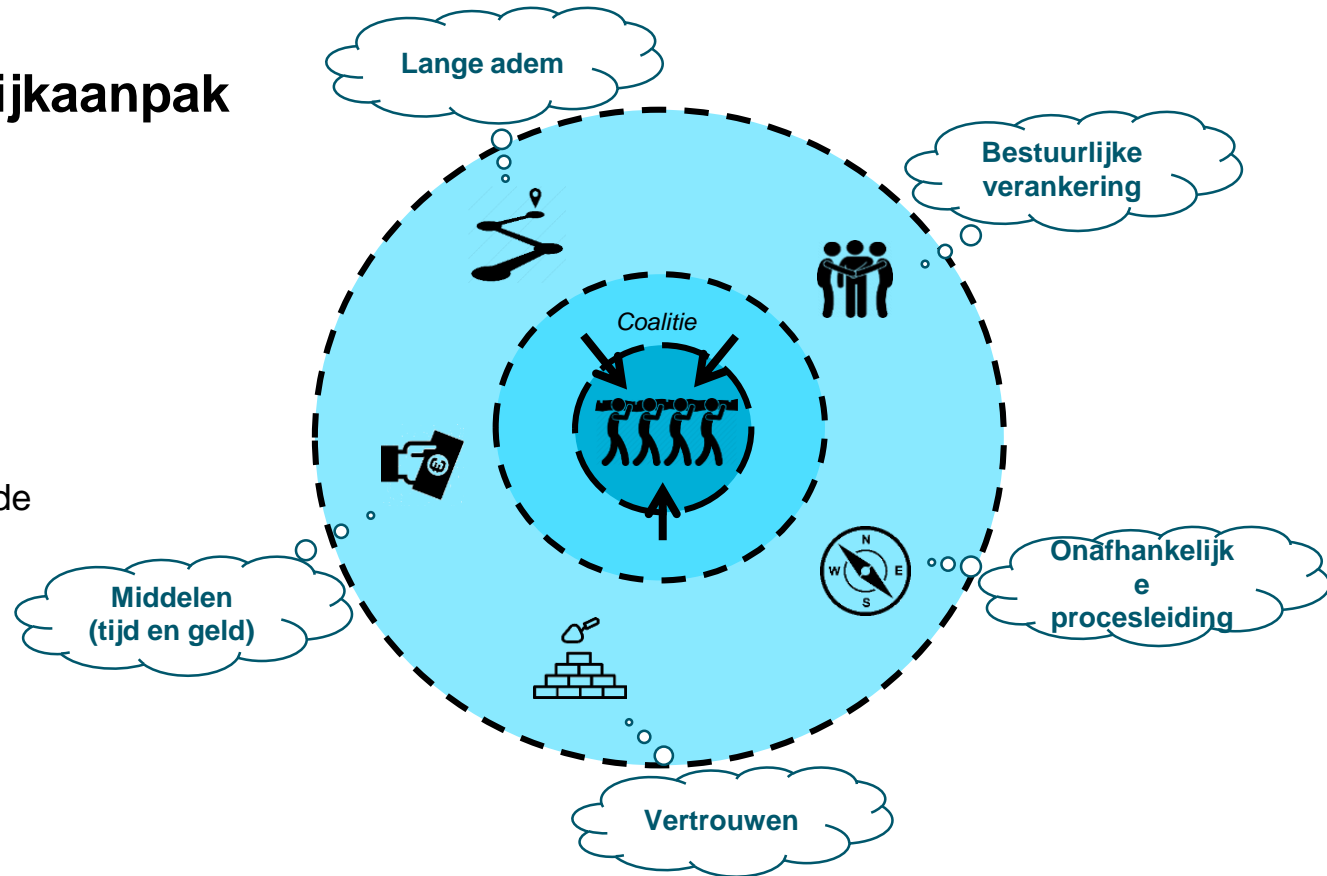 ijkaanpak
Lange adem
Bestuurlijke
verankering
Coalitie
de
N
W E
S
Onafhankelijk
e
procesleiding
Middelen
(tijd en geld)
Vertrouwen